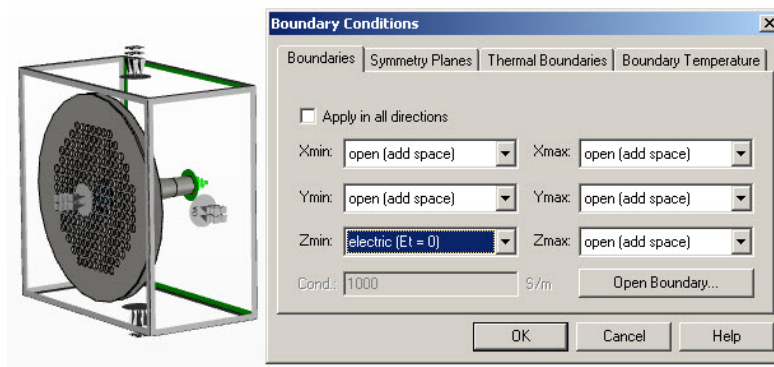 Boundary Conditions
Boundaries Symmetry Planes Thermal Boundaries Boundary Temperature
Apply in all directions
Xmin: open (add space) Xmax: open (add space)
Ymin: open (add space) Ymax: open (add space)
Zmin: electric (Et = 0) Zmax: open (add space)
Cond.: 1000 S/m Open Boundary...
OK Cancel Help